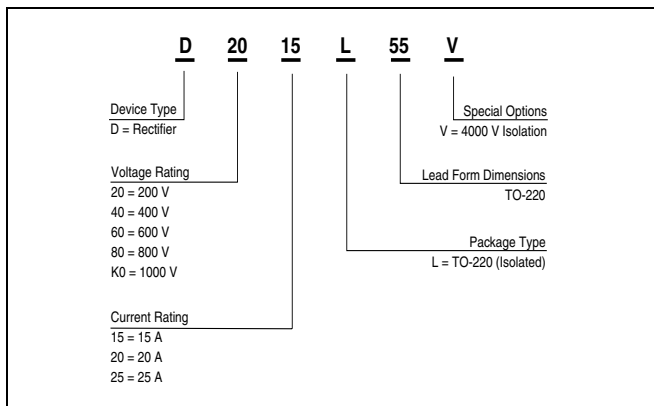 D 20 15 L 55 V
Device Type
D = Rectifier
Voltage Rating
20 = 200 V
40 = 400 V
60 = 600 V
80 = 800 V
K0 = 1000 V
Current Rating
15 = 15 A
20 = 20 A
25 = 25 A
Special Options
V = 4000 V Isolation
Lead Form Dimensions
TO-220
Package Type
L = TO-220 (Isolated)